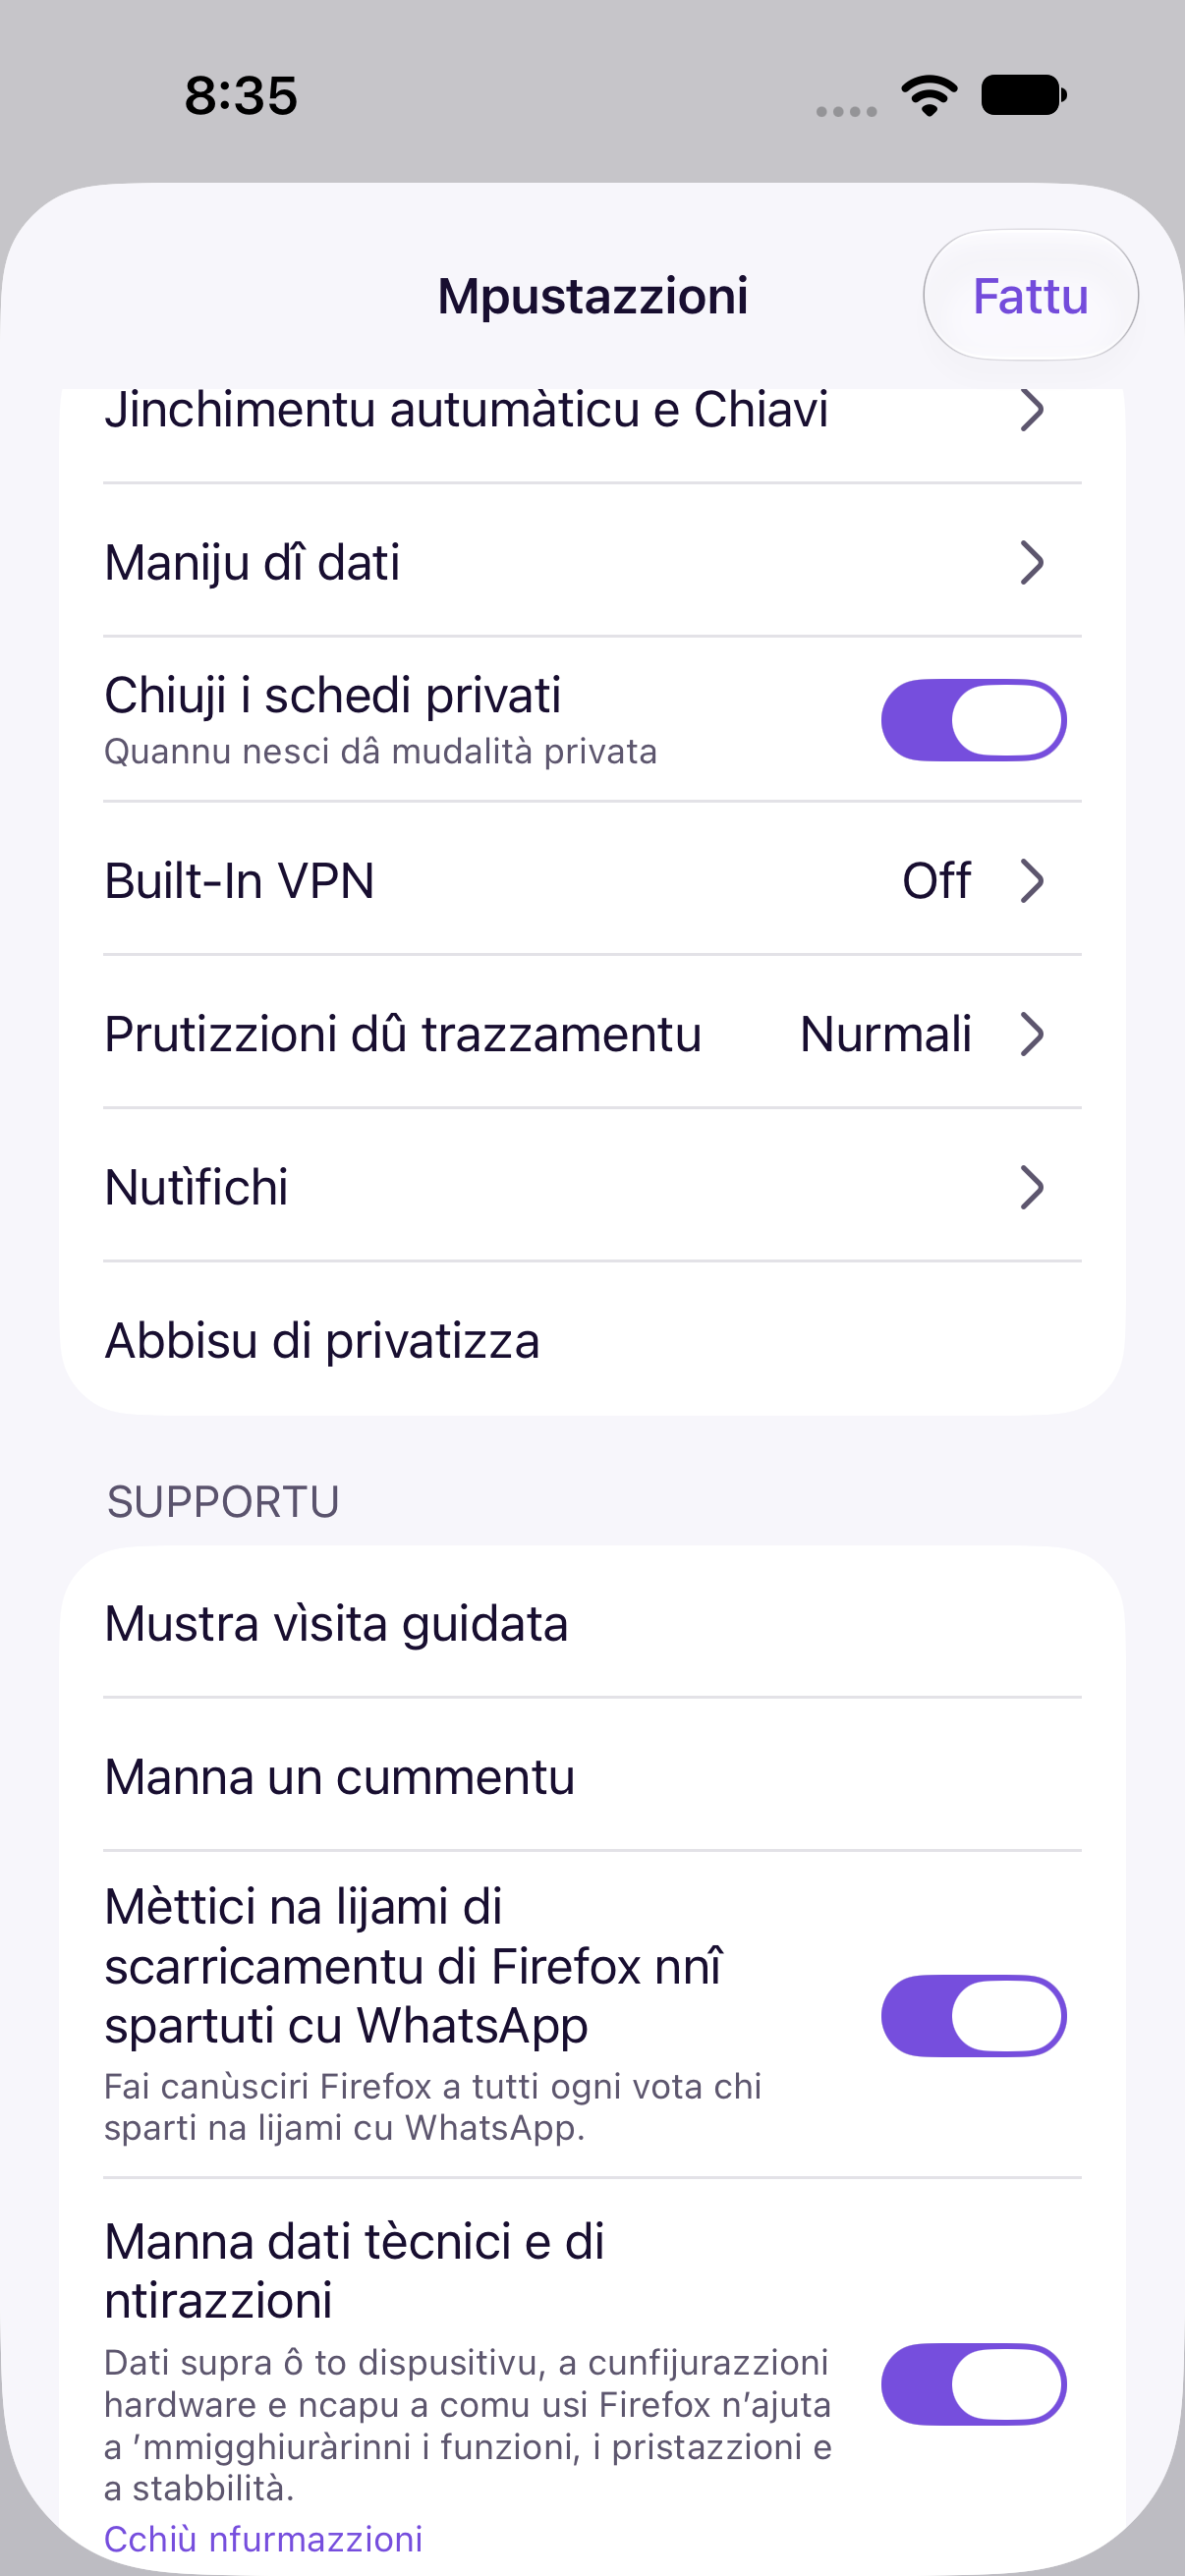 8:35
Mpustazzioni
Fattu
Jinchimentu autumàticu e Chiavi
Maniju dî dati
Chiuji i schedi privati
Quannu nesci dâ mudalità privata
Built-In VPN
Off
Prutizzioni dû trazzamentu
Nurmali
Nutìfichi
Abbisu di privatizza
SUPPORTU
Mustra vìsita guidata
Manna un cummentu
Mèttici na lijami di
scarricamentu di Firefox nnî
spartuti cu WhatsApp
Fai canùsciri Firefox a tutti ogni vota chi
sparti na lijami cu WhatsApp.
Manna dati tècnici e di
ntirazzioni
Dati supra ô to dispusitivu, a cunfijurazzioni
hardware e ncapu a comu usi Firefox n’ajuta
a ’mmigghiuràrinni i funzioni, i pristazzioni e
a stabbilità.
Cchiù nfurmazzioni